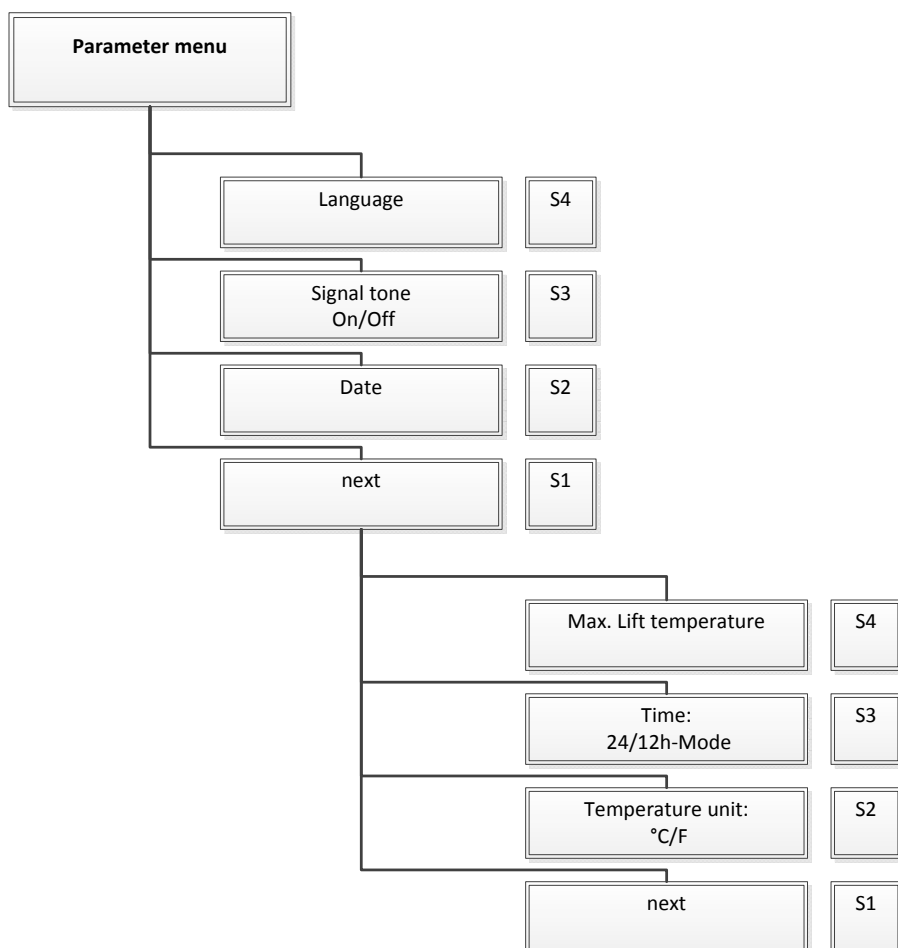 Parameter menu
Language
S4
Signal tone
On/Off
S3
Date
S2
next
S1
Max. Lift temperature
S4
Time:
24/12h-Mode
S3
Temperature unit:
°C/F
S2
next
S1